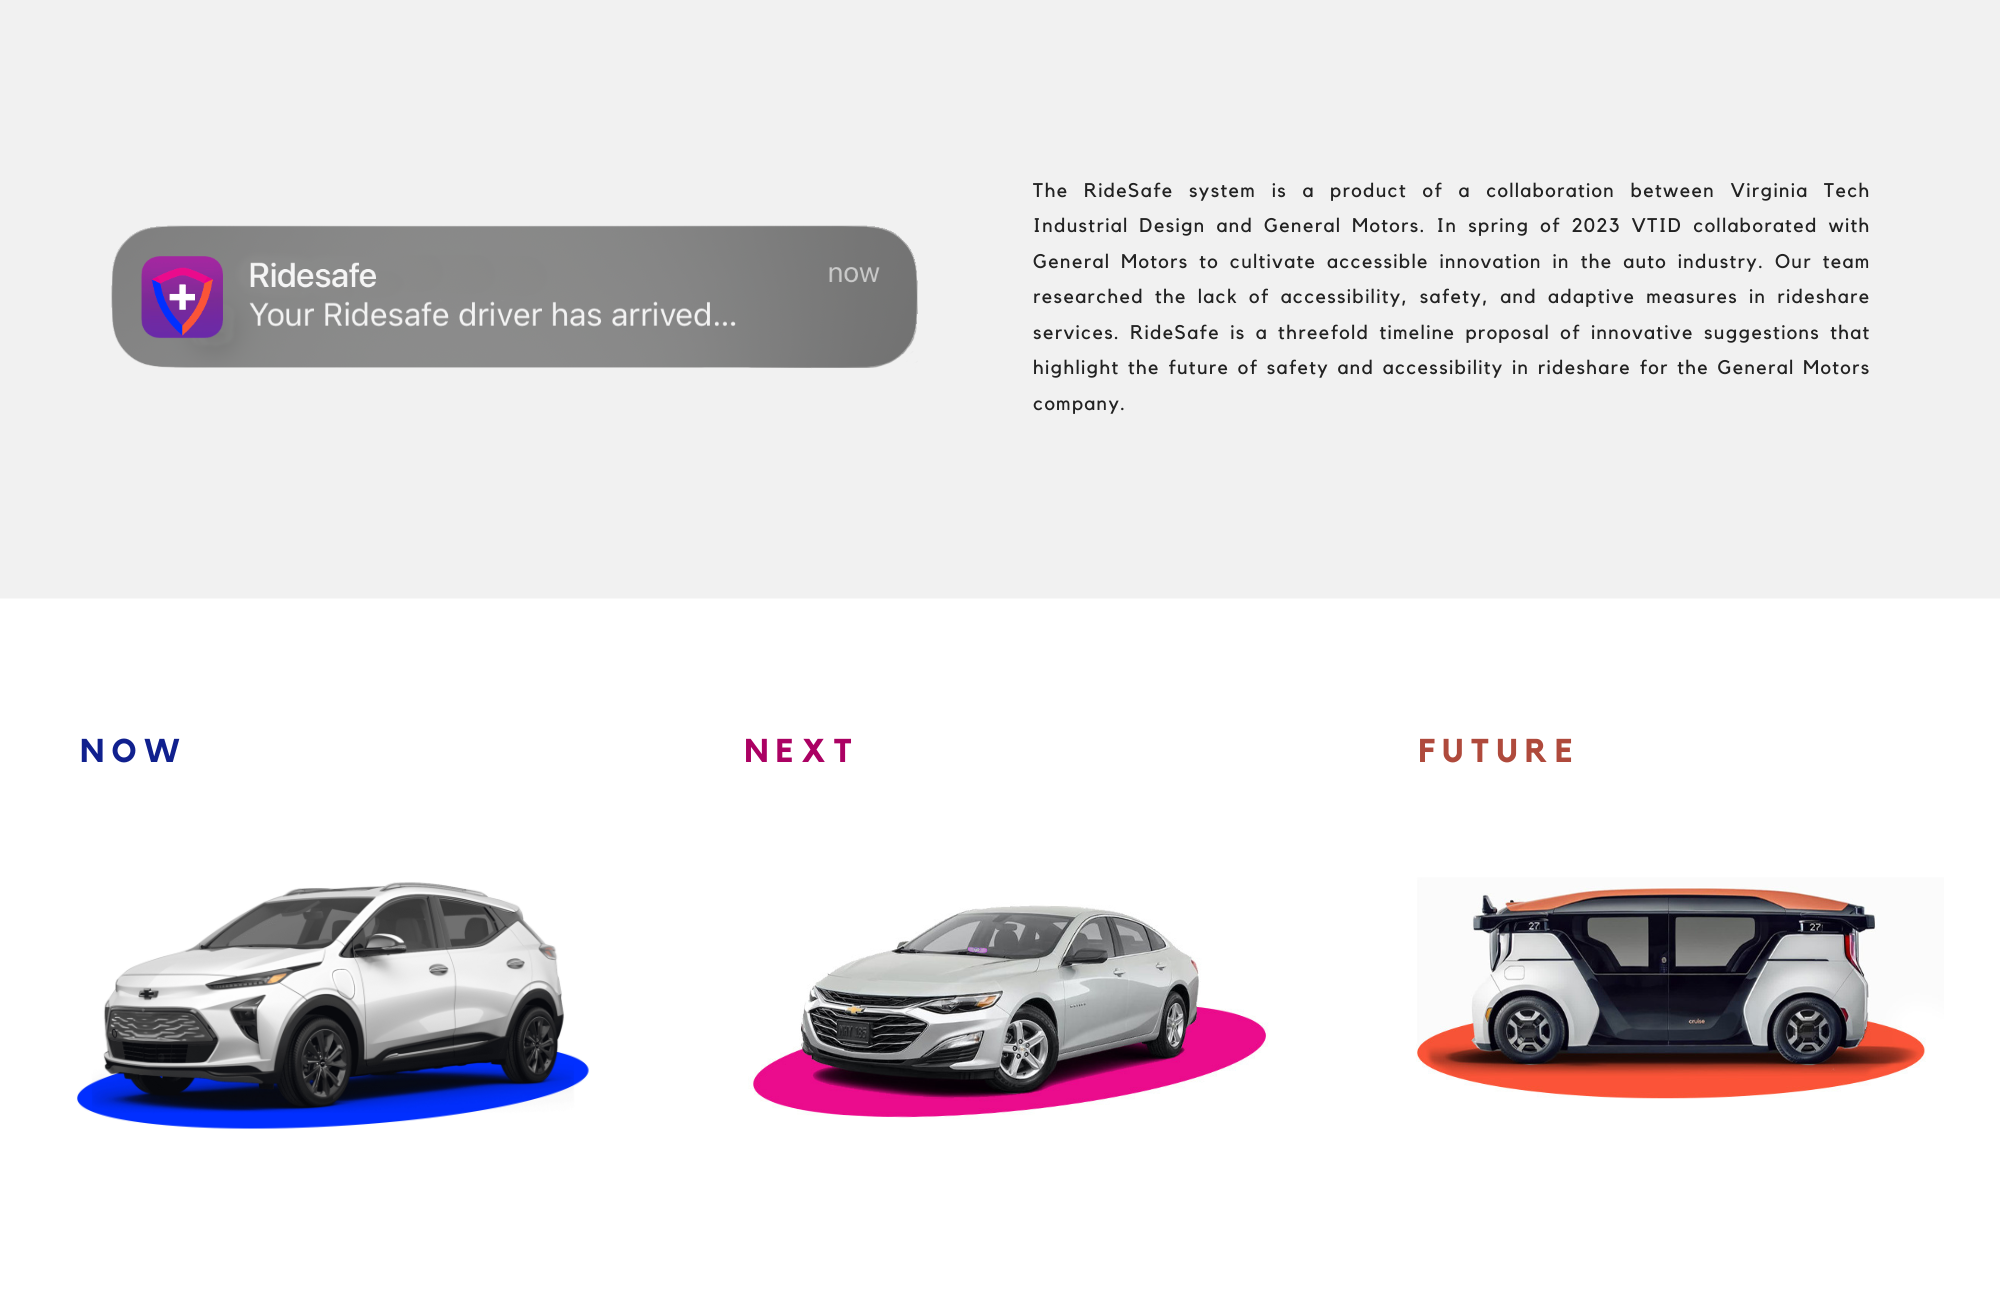 Ridesafe
now
Your Ridesafe driver has arrived...
The RideSafe system is a product of a collaboration between Virginia Tech
Industrial Design and General Motors. In spring of 2023 VTID collaborated with
General Motors to cultivate accessible innovation in the auto industry. Our team
researched the lack of accessibility, safety, and adaptive measures in rideshare
services. RideSafe is a threefold timeline proposal of innovative suggestions that
highlight the future of safety and accessibility in rideshare for the General Motors
company.
NOW
NEXT
FUTURE
27
27
cruise